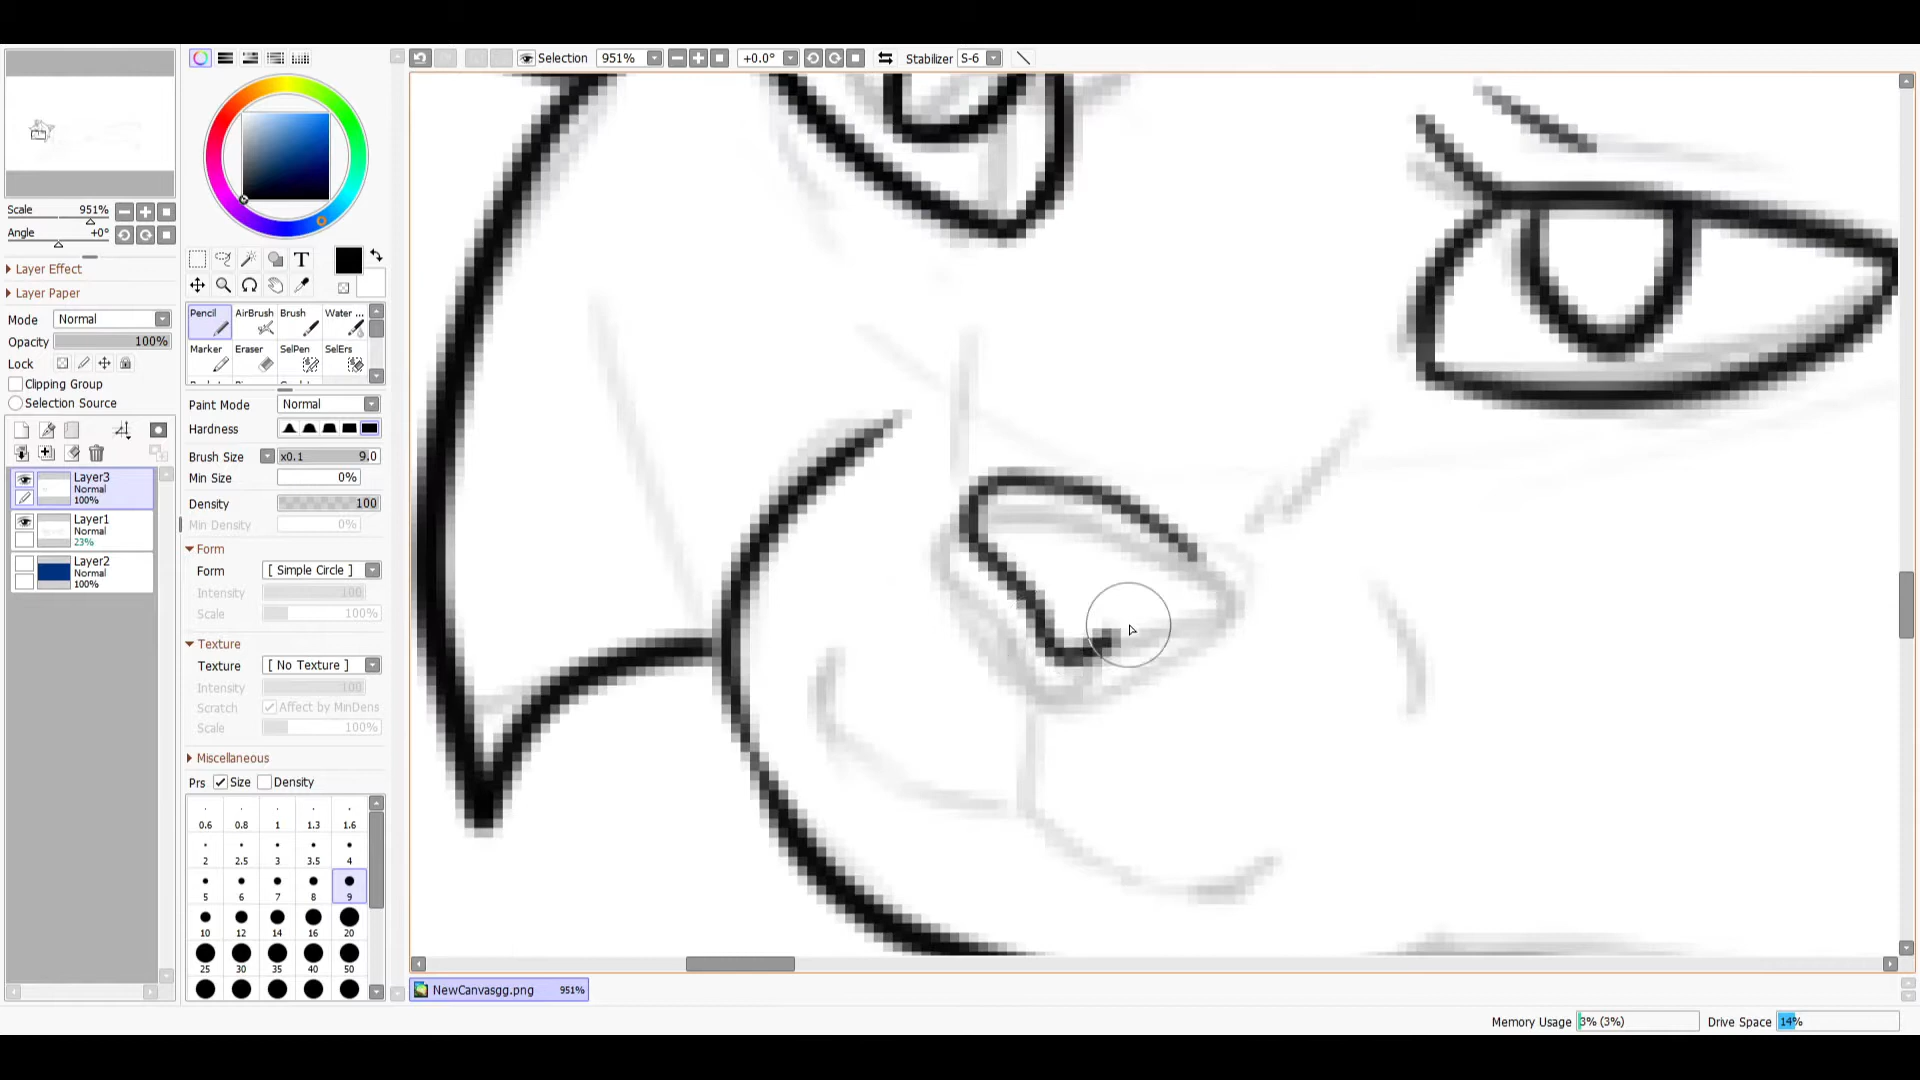 Selection 951% +0.0° Stabilizer S-6
Scale 951%
Angle +0°
Layer Effect
Layer Paper
Mode Normal
Opacity 100%
Lock
Clipping Group
Selection Source
Layer3
Normal
100%
Layer1
Normal
23%
Layer2
Normal
100%
T
Pencil AirBrush Brush Water ...
Marker Eraser SelPen SelErs
Paint Mode Normal
Hardness
Brush Size x0.1 9.0
Min Size 0%
Density 100
Min Density 0%
Form
Form [ Simple Circle ]
Intensity 100
Scale 100%
Texture
Texture [ No Texture ]
Intensity 100
Scratch Affect by MinDens
Scale 100%
Miscellaneous
Prs Size Density
0.6 0.8 1 1.3 1.6
2 2.5 3 3.5 4
5 6 7 8 9
10 12 14 16 20
25 30 35 40 50
NewCanvasgg.png 951%
Memory Usage 3% (3%) Drive Space 14%